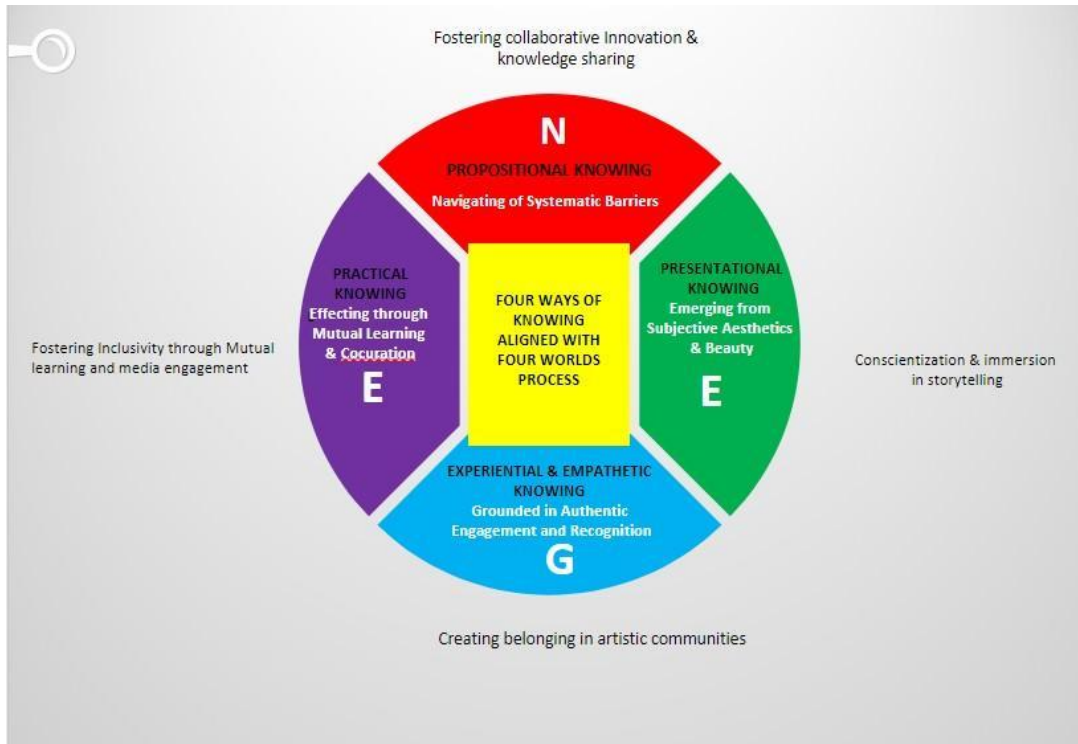 Fostering collaborative Innovation &
knowledge sharing
N
PROPOSITIONAL KNOWING
Navigating of Systematic Barriers
PRACTICAL
KNOWING
Effecting through
Mutual Learning
& Cocuration
E
FOUR WAYS OF
KNOWING
ALIGNED WITH
FOUR WORLDS
PROCESS
PRESENTATIONAL
KNOWING
Emerging from
Subjective Aesthetics
& Beauty
E
Fostering Inclusivity through Mutual
learning and media engagement
Conscientization & immersion
in storytelling
EXPERIENTIAL & EMPATHETIC
KNOWING
Grounded in Authentic
Engagement and Recognition
G
Creating belonging in artistic communities